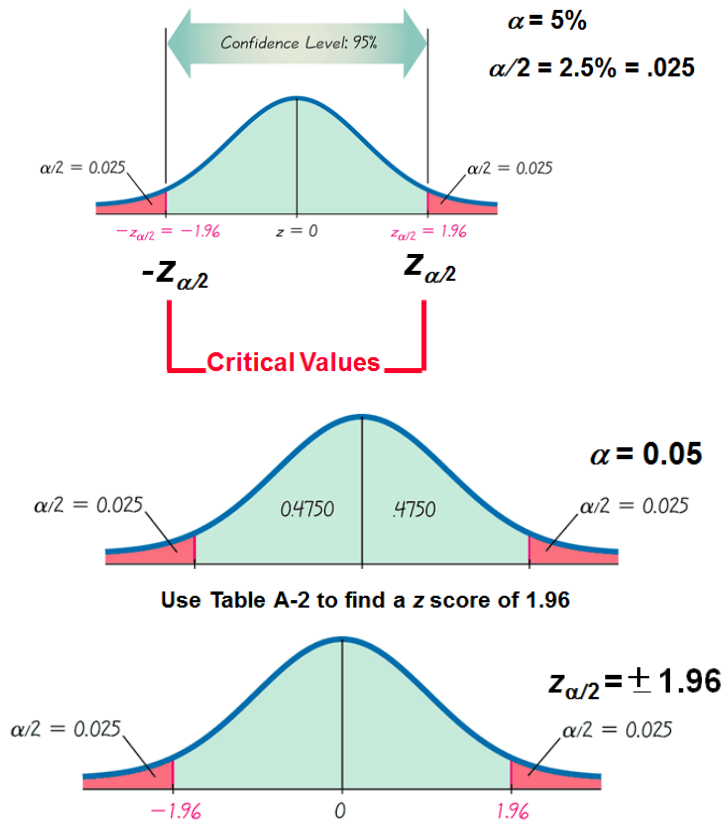 α = 5%
Confidence Level: 95%
α/2 = 2.5% = .025
α/2 = 0.025
α/2 = 0.025
−zα/2 = −1.96
z = 0
zα/2 = 1.96
-zα/2
zα/2
Critical Values
α = 0.05
α/2 = 0.025
0.4750
.4750
α/2 = 0.025
Use Table A-2 to find a z score of 1.96
zα/2 = ± 1.96
α/2 = 0.025
α/2 = 0.025
−1.96
0
1.96